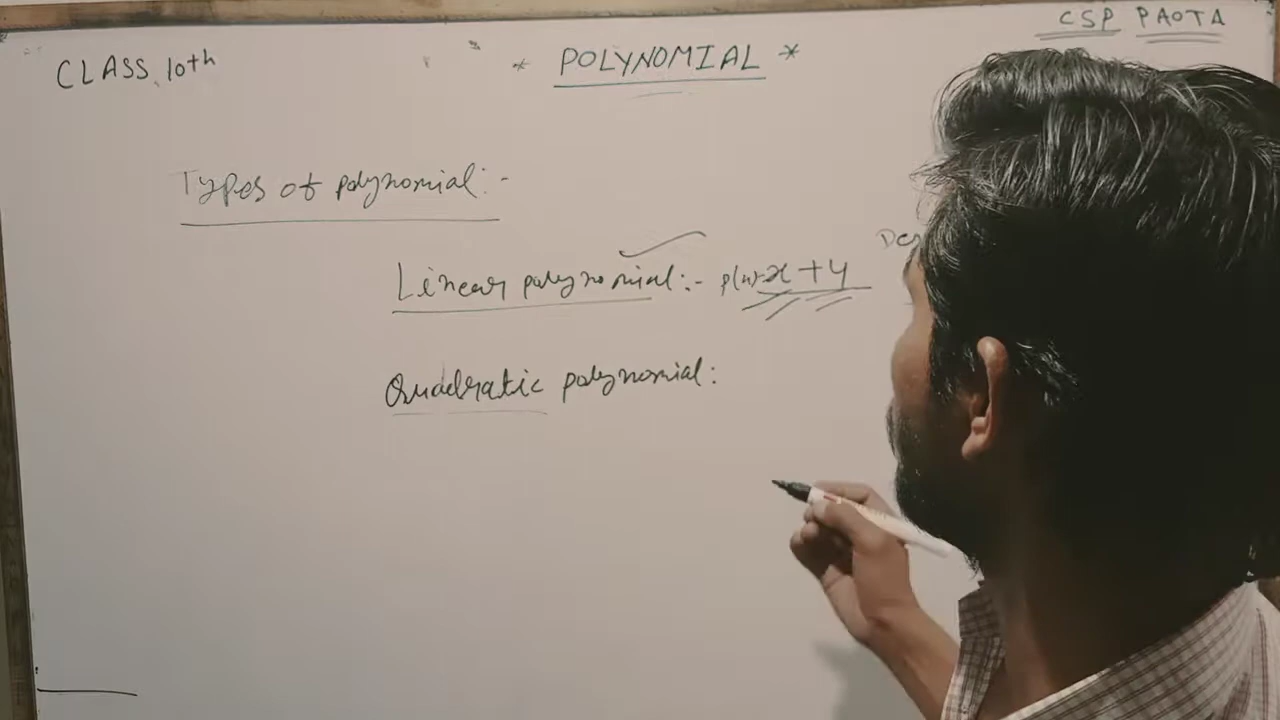 CSP PAOTA
CLASS 10th
* POLYNOMIAL *
Types of polynomial:-
Linear polynomial:- p(x)=x+4
Quadratic polynomial: